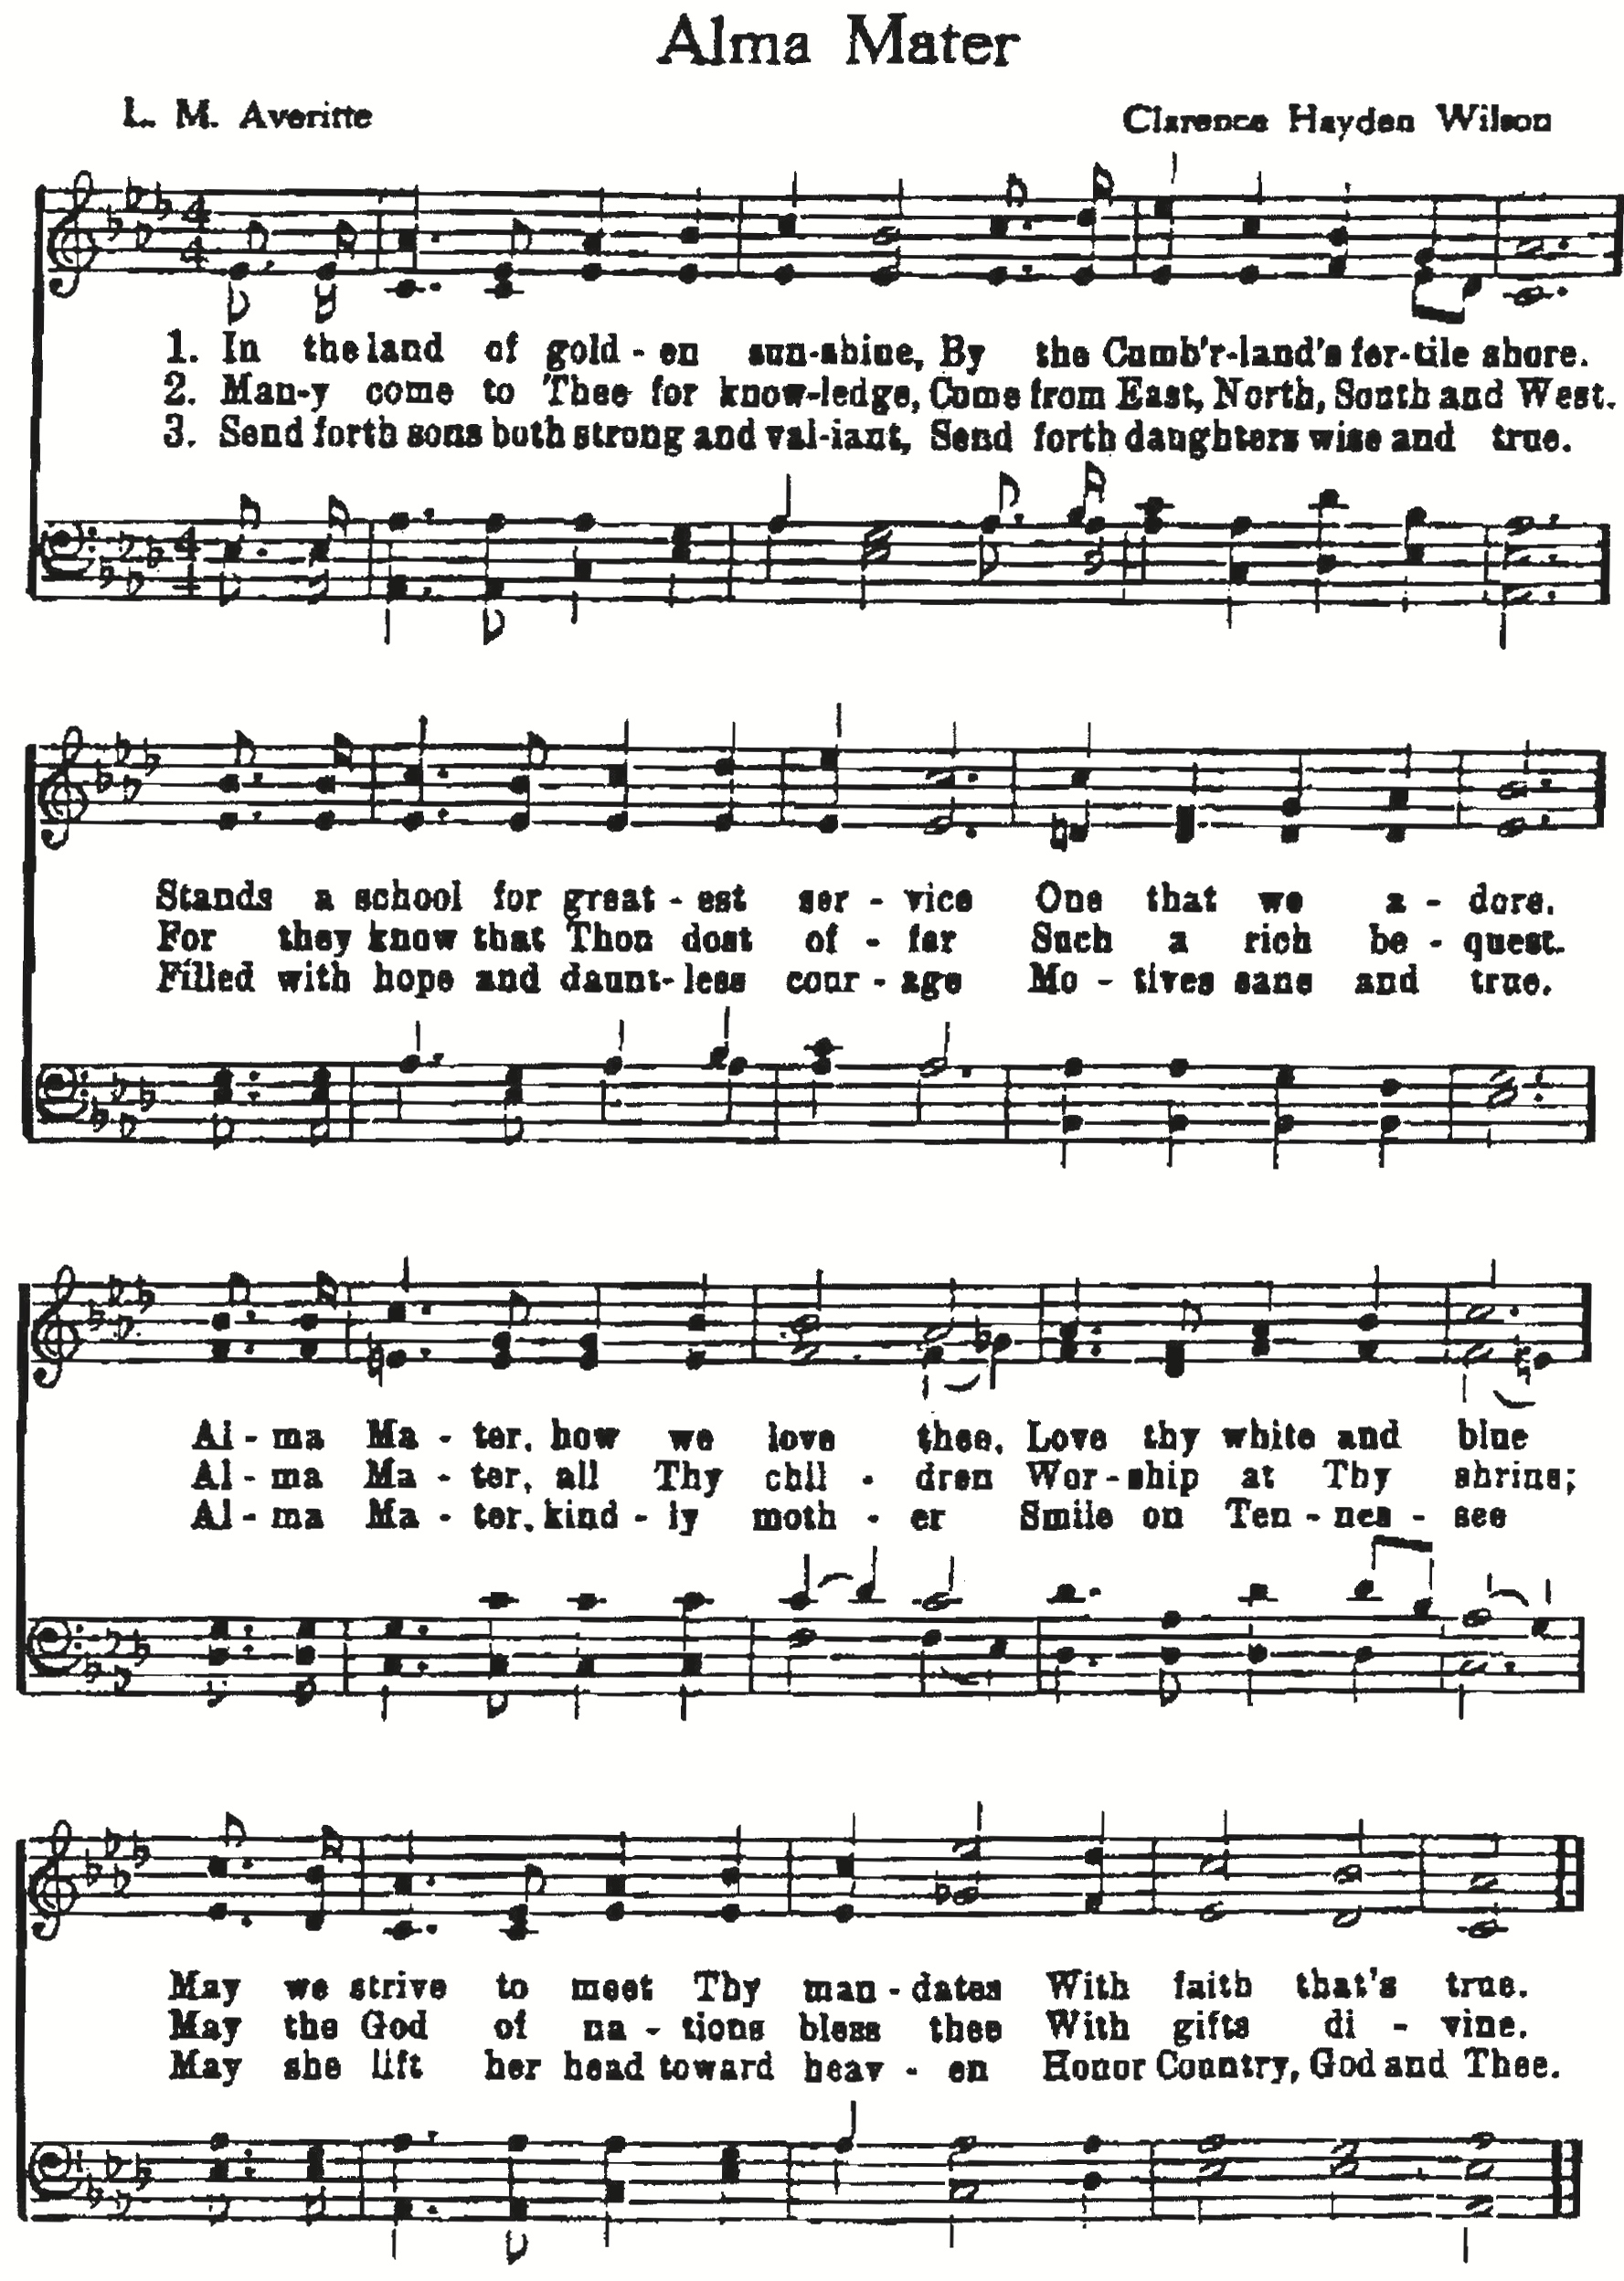 Alma Mater
L. M. Averitte
Clarence Hayden Wilson
1. In the land of gold - en sun-shine, By the Cumb'r-land's fer-tile shore.
2. Man-y come to Thee for know-ledge, Come from East, North, South and West.
3. Send forth sons both strong and val-iant, Send forth daughters wise and true.
Stands a school for great - est ser - vice One that we a - dore.
For they know that Thou dost of - fer Such a rich be - quest.
Filled with hope and daunt-less cour - age Mo - tives sane and true.
Al - ma Ma - ter, how we love thee, Love thy white and blue
Al - ma Ma - ter, all Thy chil - dren Wor - ship at Thy shrine;
Al - ma Ma - ter, kind - ly moth - er Smile on Ten - nes - see
May we strive to meet Thy man - dates With faith that's true.
May the God of na - tions bless thee With gifts di - vine.
May she lift her head toward heav - en Honor Country, God and Thee.